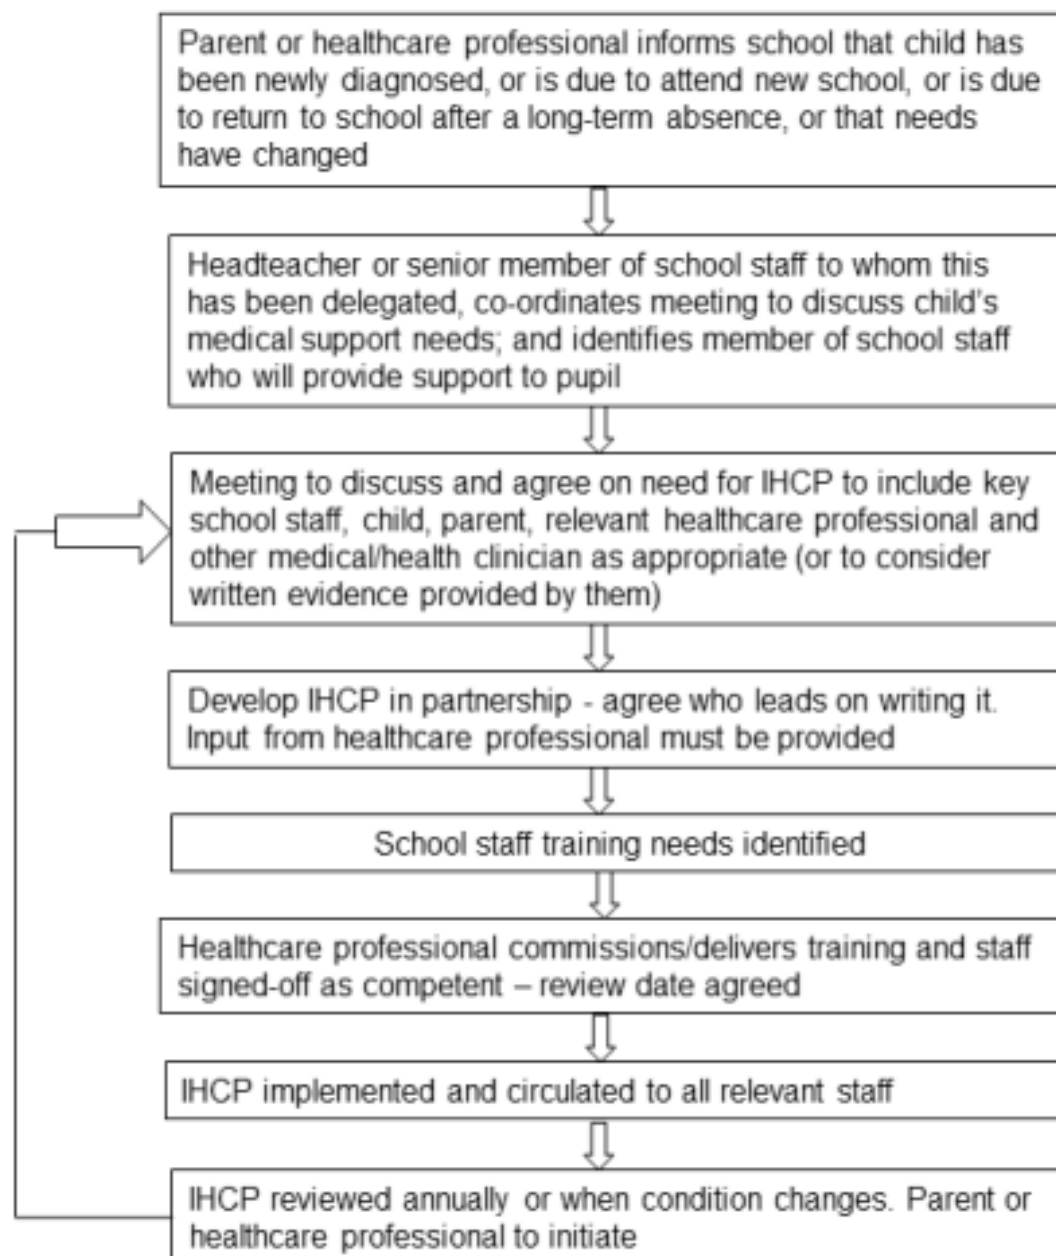 Parent or healthcare professional informs school that child has
been newly diagnosed, or is due to attend new school, or is due
to return to school after a long-term absence, or that needs
have changed
Headteacher or senior member of school staff to whom this
has been delegated, co-ordinates meeting to discuss child's
medical support needs; and identifies member of school staff
who will provide support to pupil
Meeting to discuss and agree on need for IHCP to include key
school staff, child, parent, relevant healthcare professional and
other medical/health clinician as appropriate (or to consider
written evidence provided by them)
Develop IHCP in partnership - agree who leads on writing it.
Input from healthcare professional must be provided
School staff training needs identified
Healthcare professional commissions/delivers training and staff
signed-off as competent – review date agreed
IHCP implemented and circulated to all relevant staff
IHCP reviewed annually or when condition changes. Parent or
healthcare professional to initiate